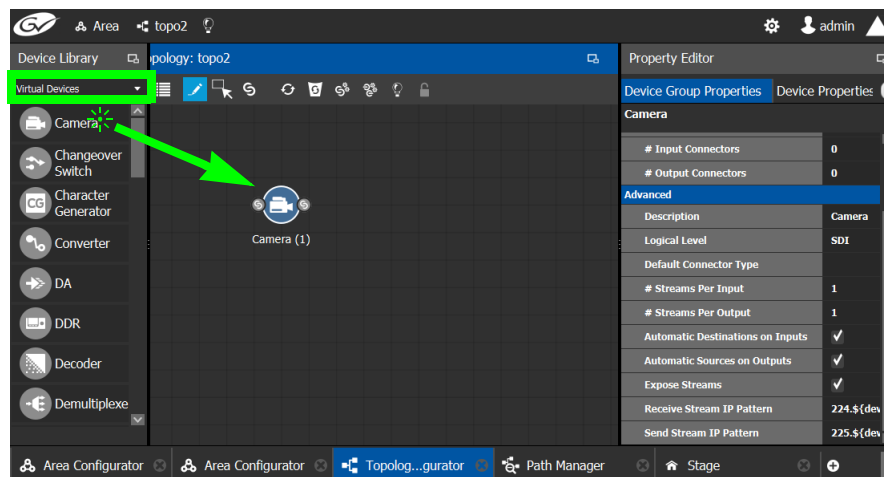 GV Area topo2 admin
Device Library
opology: topo2
Property Editor
Virtual Devices
Device Group Properties Device Properties
Camera
Camera
Changeover
Switch
Character
Generator
CG
Converter
DA
DDR
Decoder
Demultiplexe
Camera (1)
# Input Connectors 0
# Output Connectors 0
Advanced
Description Camera
Logical Level SDI
Default Connector Type
# Streams Per Input 1
# Streams Per Output 1
Automatic Destinations on Inputs
Automatic Sources on Outputs
Expose Streams
Receive Stream IP Pattern 224.${dev
Send Stream IP Pattern 225.${dev
Area Configurator Area Configurator Topolog...gurator Path Manager Stage